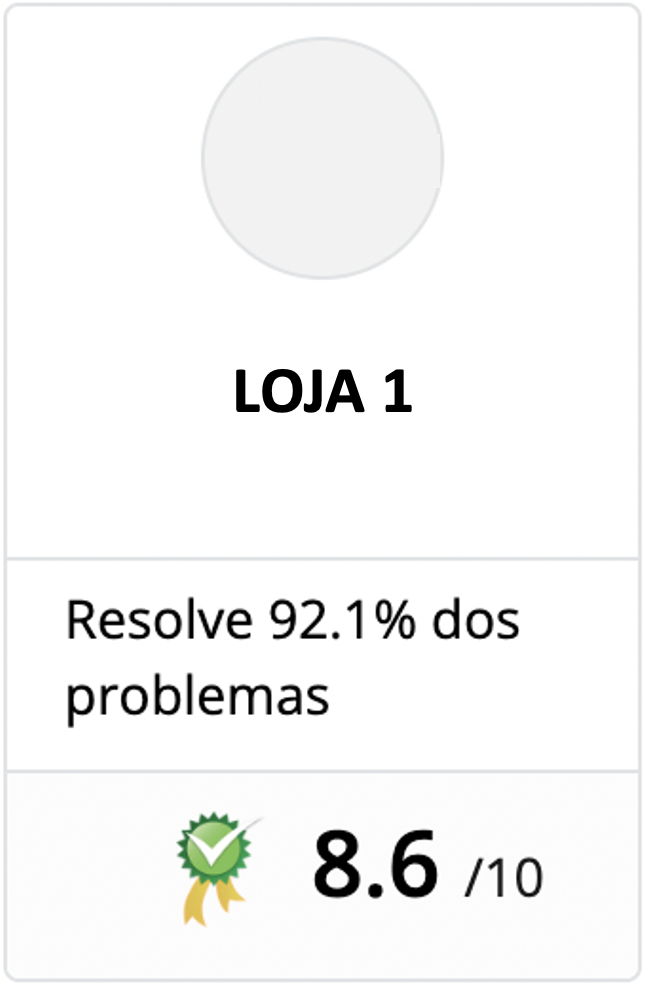 LOJA 1
Resolve 92.1% dos
problemas
8.6 /10